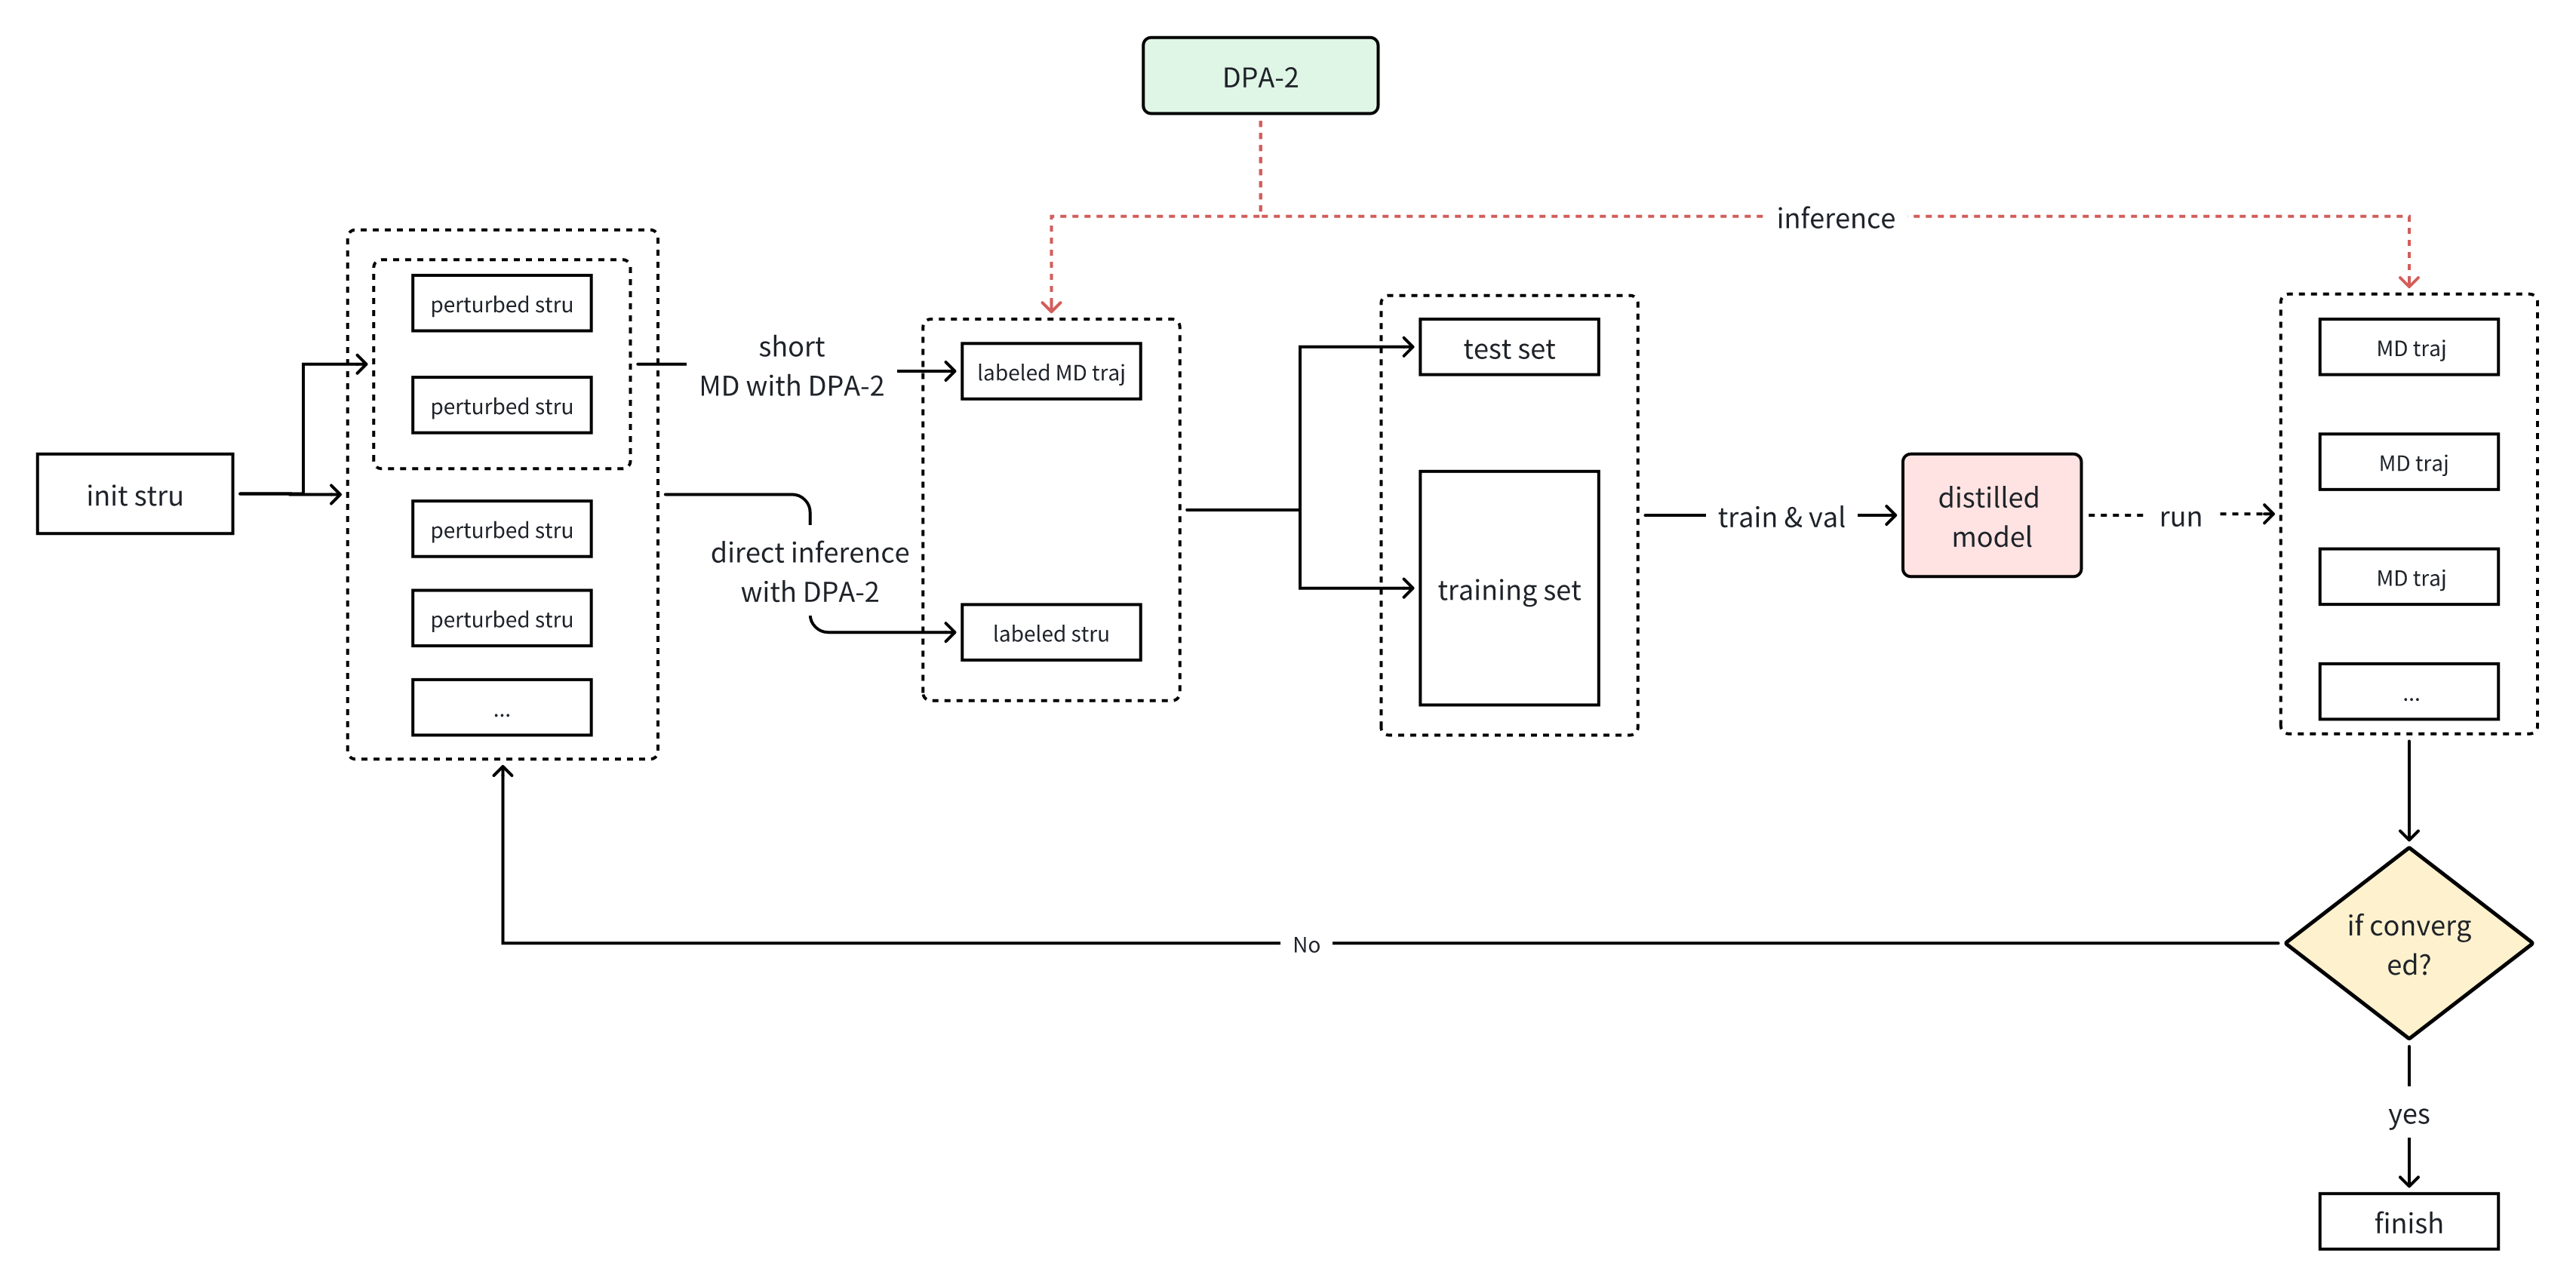 DPA-2
inference
init stru
perturbed stru
perturbed stru
perturbed stru
perturbed stru
...
short
MD with DPA-2
direct inference
with DPA-2
labeled MD traj
labeled stru
test set
training set
train & val
distilled
model
run
MD traj
MD traj
MD traj
...
if converg
ed?
No
yes
finish